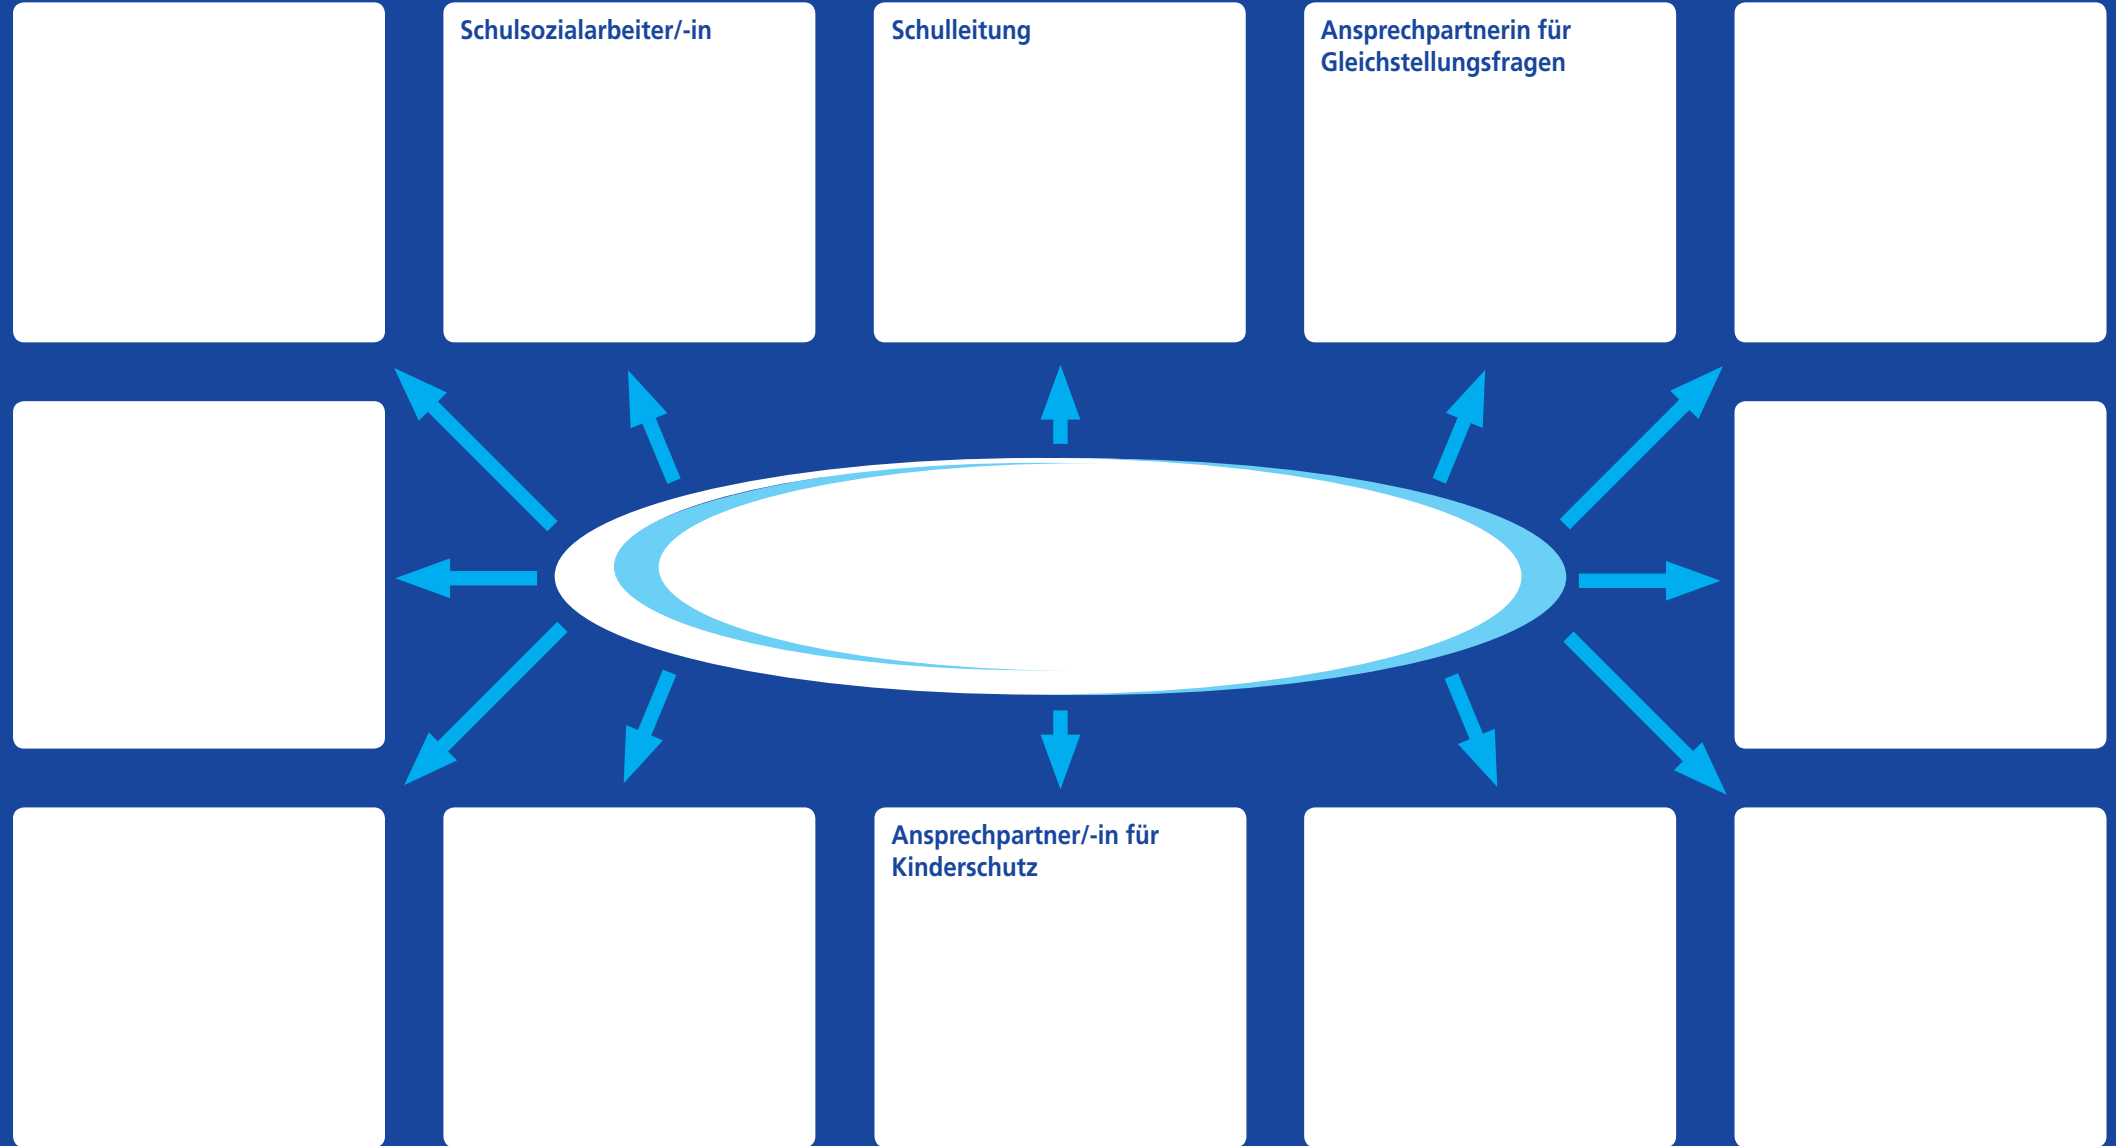 Schulsozialarbeiter/-in
Schulleitung
Ansprechpartnerin für
Gleichstellungsfragen
Ansprechpartner/-in für
Kinderschutz